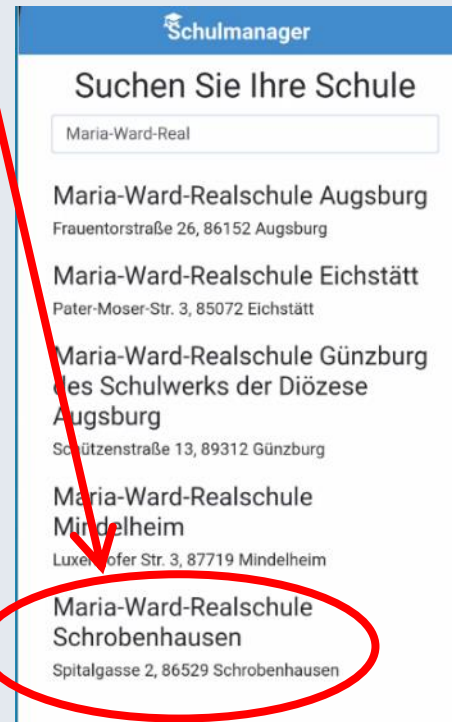 Schulmanager
Suchen Sie Ihre Schule
Maria-Ward-Real
Maria-Ward-Realschule Augsburg
Frauentorstraße 26, 86152 Augsburg
Maria-Ward-Realschule Eichstätt
Pater-Moser-Str. 3, 85072 Eichstätt
Maria-Ward-Realschule Günzburg
des Schulwerks der Diözese
Augsburg
Schützenstraße 13, 89312 Günzburg
Maria-Ward-Realschule
Mindelheim
Luxenhofer Str. 3, 87719 Mindelheim
Maria-Ward-Realschule
Schrobenhausen
Spitalgasse 2, 86529 Schrobenhausen